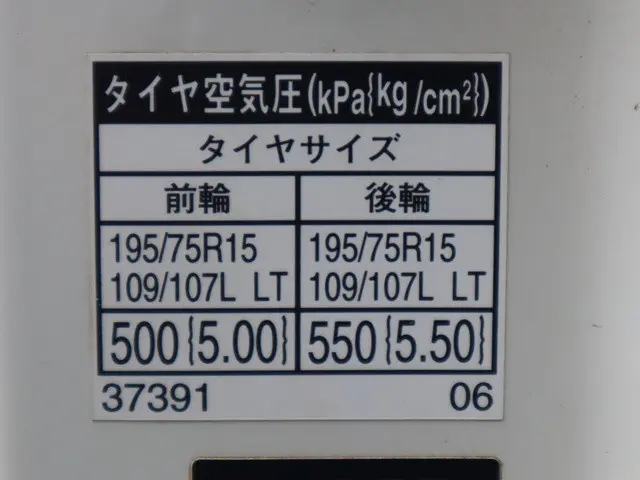 タイヤ空気圧(kPa{kg/cm²})
タイヤサイズ
前輪 後輪
195/75R15 195/75R15
109/107L LT 109/107L LT
500{5.00} 550{5.50}
37391 06